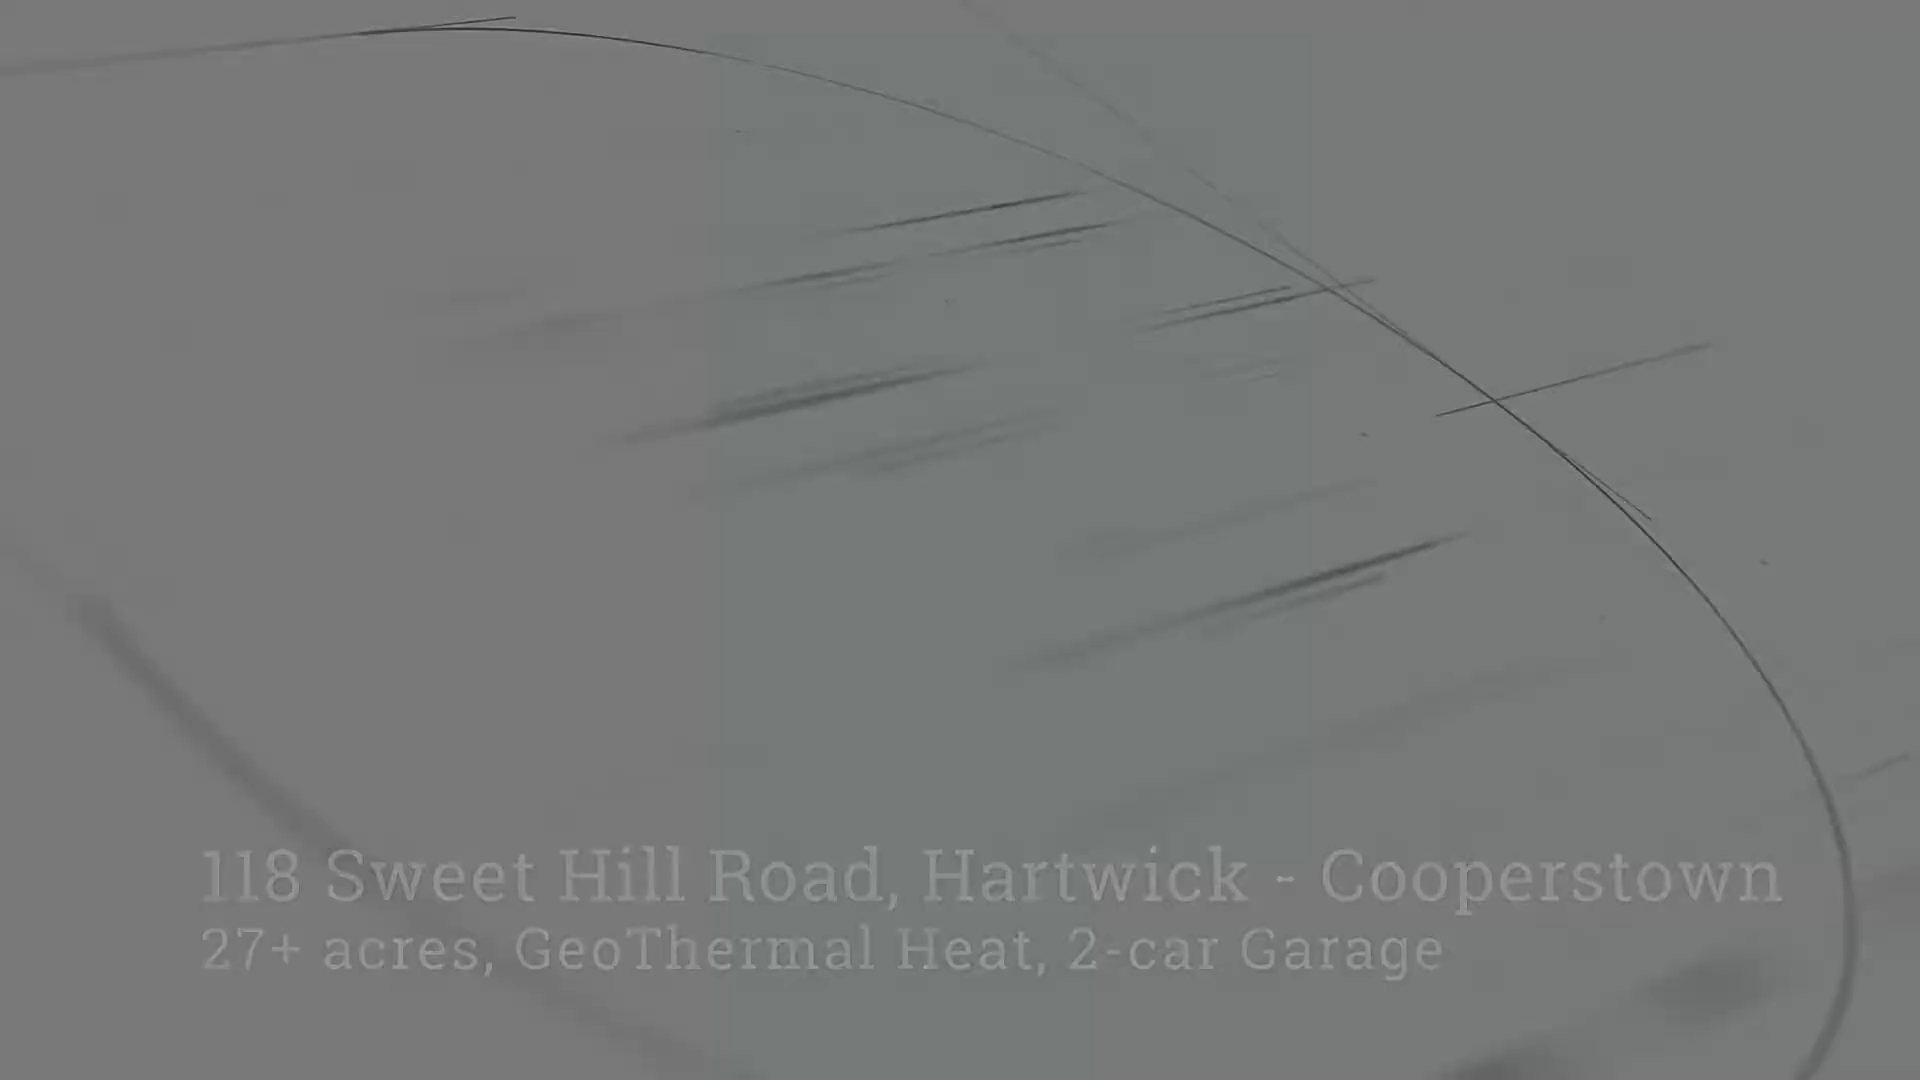 118 Sweet Hill Road, Hartwick - Cooperstown
27+ acres, GeoThermal Heat, 2-car Garage